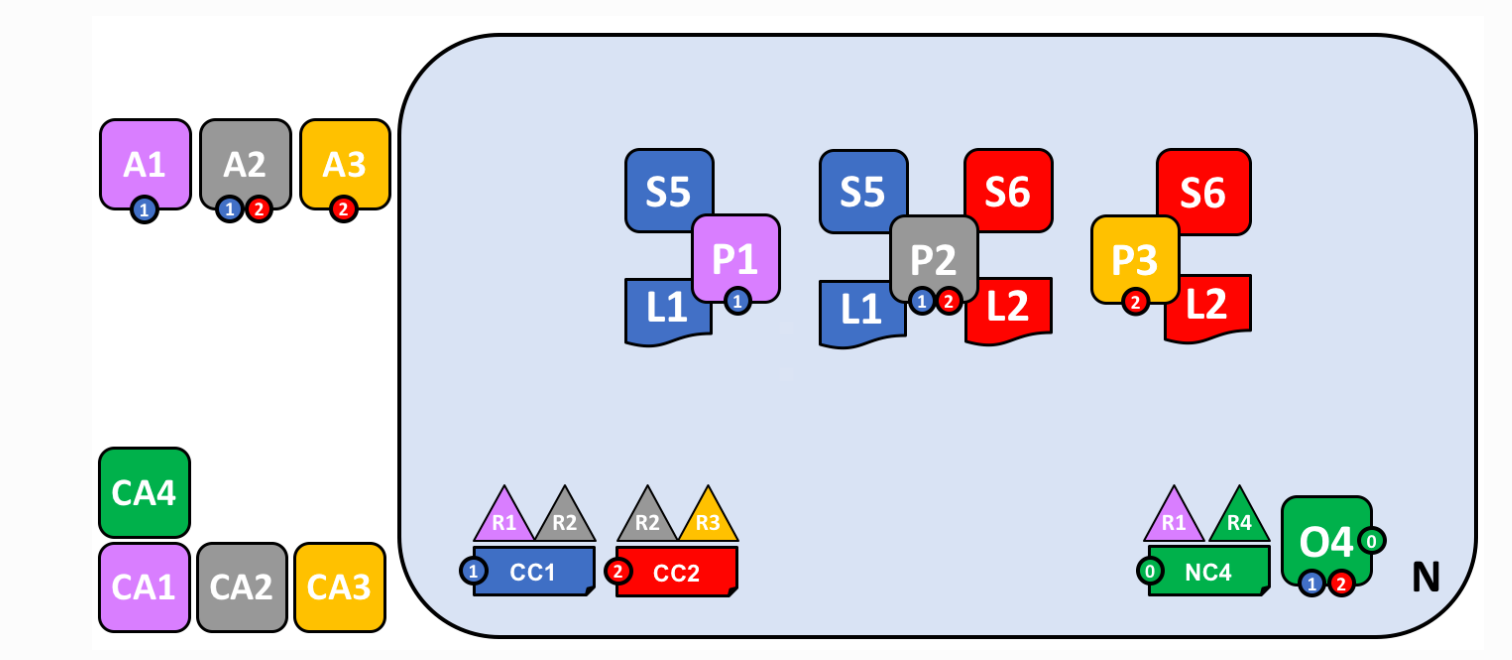 A1 A2 A3
1 1 2 2
S5 S5 S6 S6
P1 P2 P3
L1 L1 L2 L2
1 1 2 2
CA4
CA1 CA2 CA3
R1 R2 R2 R3 R1 R4
1 CC1 2 CC2 0 NC4
O4 0
1 2
N